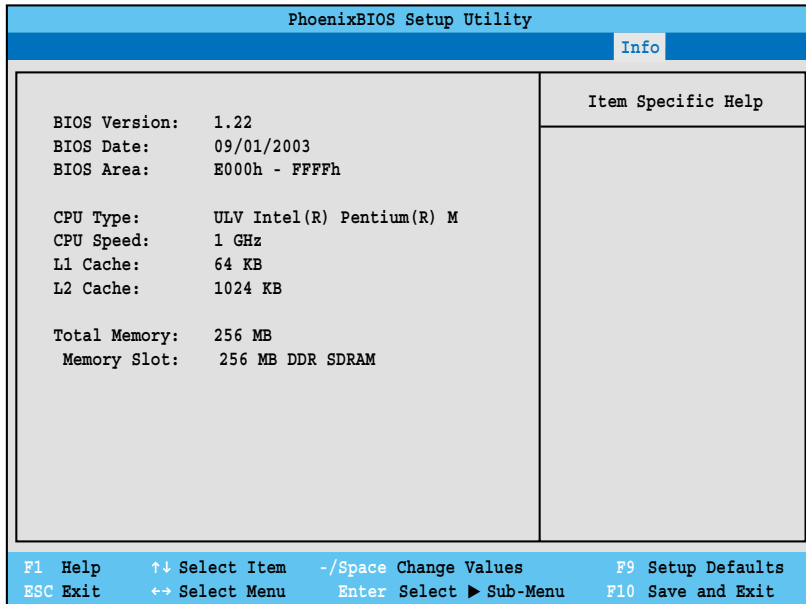 PhoenixBIOS Setup Utility
Info
Item Specific Help
BIOS Version: 1.22
BIOS Date: 09/01/2003
BIOS Area: E000h - FFFFh
CPU Type: ULV Intel(R) Pentium(R) M
CPU Speed: 1 GHz
L1 Cache: 64 KB
L2 Cache: 1024 KB
Total Memory: 256 MB
Memory Slot: 256 MB DDR SDRAM
F1 Help ↑↓ Select Item -/Space Change Values F9 Setup Defaults
ESC Exit ←→ Select Menu Enter Select ▶ Sub-Menu F10 Save and Exit